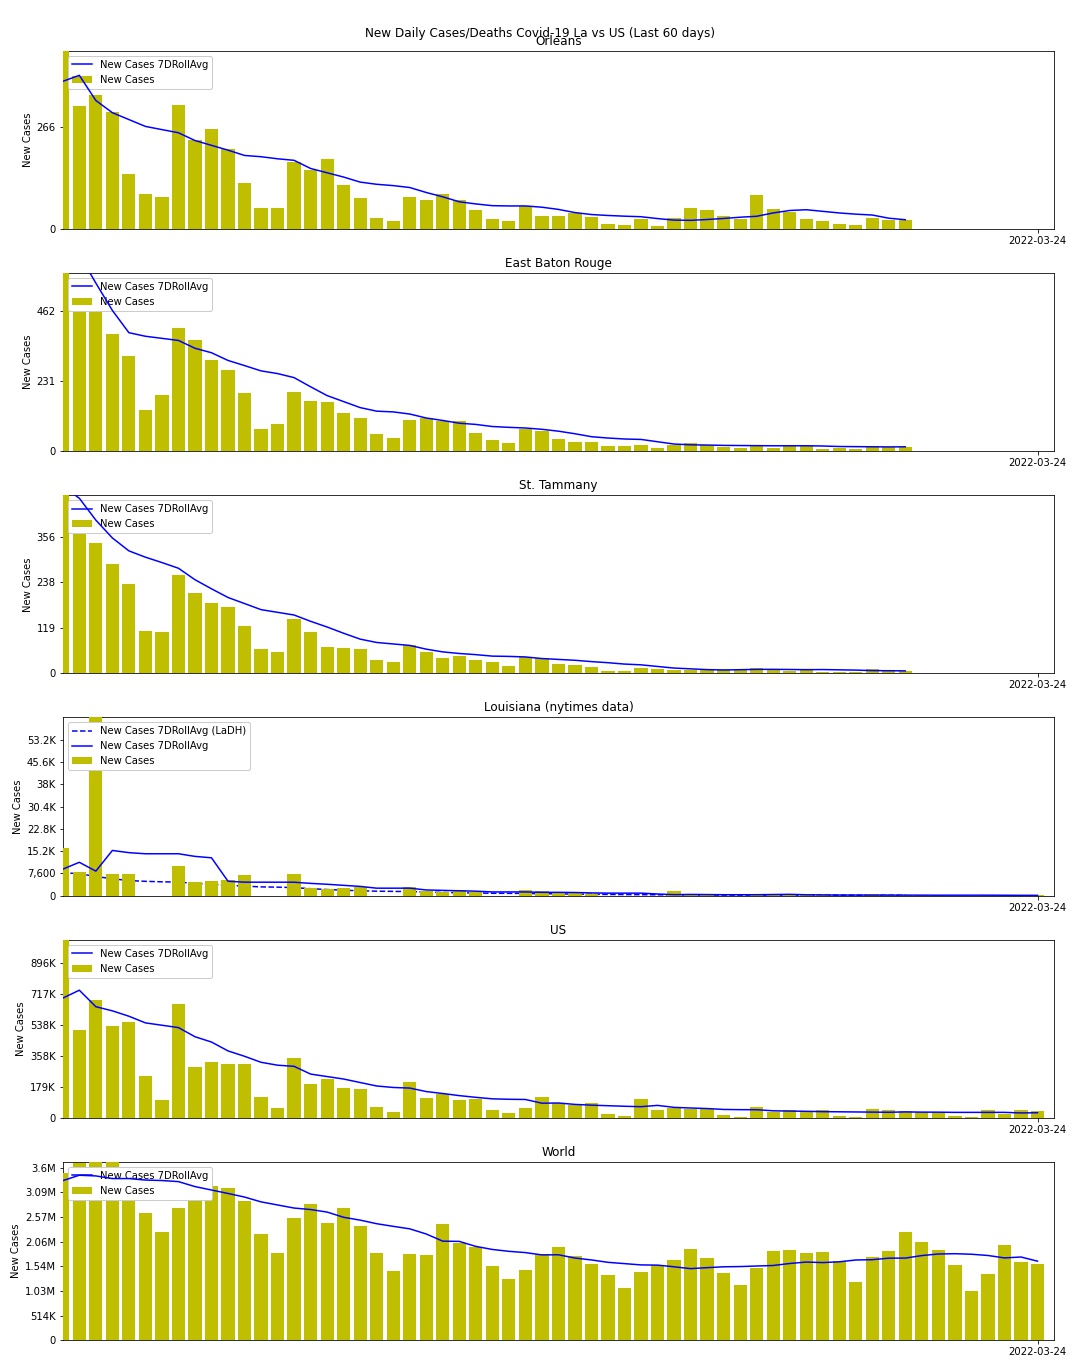 New Daily Cases/Deaths Covid-19 La vs US (Last 60 days)
Orleans
New Cases 7DRollAvg
New Cases
New Cases
266
0
2022-03-24
East Baton Rouge
New Cases 7DRollAvg
New Cases
New Cases
462
231
0
2022-03-24
St. Tammany
New Cases 7DRollAvg
New Cases
New Cases
356
238
119
0
2022-03-24
Louisiana (nytimes data)
New Cases 7DRollAvg (LaDH)
New Cases 7DRollAvg
New Cases
New Cases
53.2K
45.6K
38K
30.4K
22.8K
15.2K
7,600
0
2022-03-24
US
New Cases 7DRollAvg
New Cases
New Cases
896K
717K
538K
358K
179K
0
2022-03-24
World
New Cases 7DRollAvg
New Cases
New Cases
3.6M
3.09M
2.57M
2.06M
1.54M
1.03M
514K
0
2022-03-24